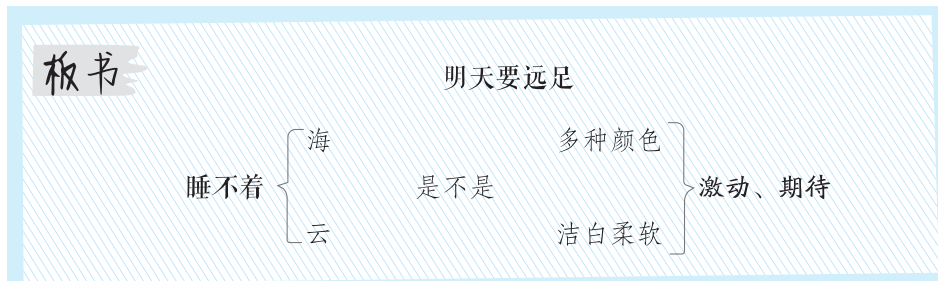 板书
明天要远足
海 多种颜色
睡不着 是不是 激动、期待
云 洁白柔软